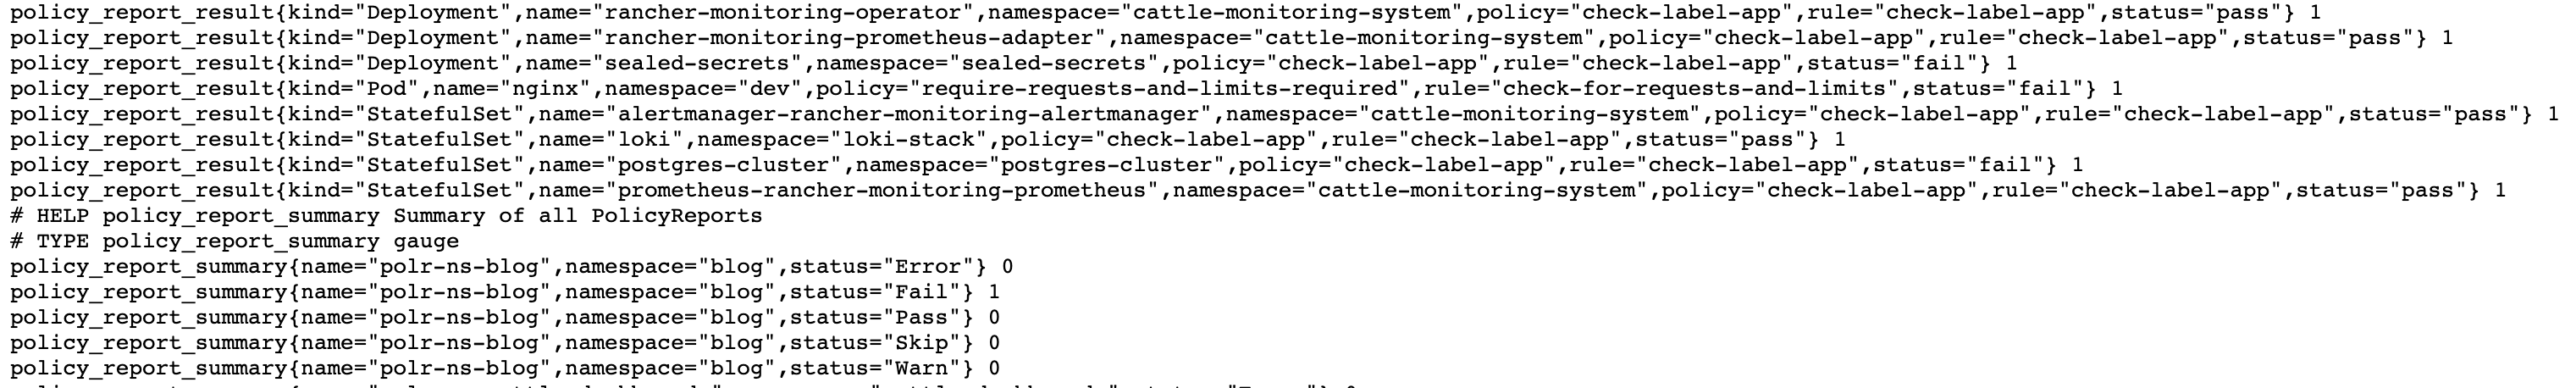 policy_report_result{kind="Deployment",name="rancher-monitoring-operator",namespace="cattle-monitoring-system",policy="check-label-app",rule="check-label-app",status="pass"} 1
policy_report_result{kind="Deployment",name="rancher-monitoring-prometheus-adapter",namespace="cattle-monitoring-system",policy="check-label-app",rule="check-label-app",status="pass"} 1
policy_report_result{kind="Deployment",name="sealed-secrets",namespace="sealed-secrets",policy="check-label-app",rule="check-label-app",status="fail"} 1
policy_report_result{kind="Pod",name="nginx",namespace="dev",policy="require-requests-and-limits-required",rule="check-for-requests-and-limits",status="fail"} 1
policy_report_result{kind="StatefulSet",name="alertmanager-rancher-monitoring-alertmanager",namespace="cattle-monitoring-system",policy="check-label-app",rule="check-label-app",status="pass"} 1
policy_report_result{kind="StatefulSet",name="loki",namespace="loki-stack",policy="check-label-app",rule="check-label-app",status="pass"} 1
policy_report_result{kind="StatefulSet",name="postgres-cluster",namespace="postgres-cluster",policy="check-label-app",rule="check-label-app",status="fail"} 1
policy_report_result{kind="StatefulSet",name="prometheus-rancher-monitoring-prometheus",namespace="cattle-monitoring-system",policy="check-label-app",rule="check-label-app",status="pass"} 1
# HELP policy_report_summary Summary of all PolicyReports
# TYPE policy_report_summary gauge
policy_report_summary{name="polr-ns-blog",namespace="blog",status="Error"} 0
policy_report_summary{name="polr-ns-blog",namespace="blog",status="Fail"} 1
policy_report_summary{name="polr-ns-blog",namespace="blog",status="Pass"} 0
policy_report_summary{name="polr-ns-blog",namespace="blog",status="Skip"} 0
policy_report_summary{name="polr-ns-blog",namespace="blog",status="Warn"} 0